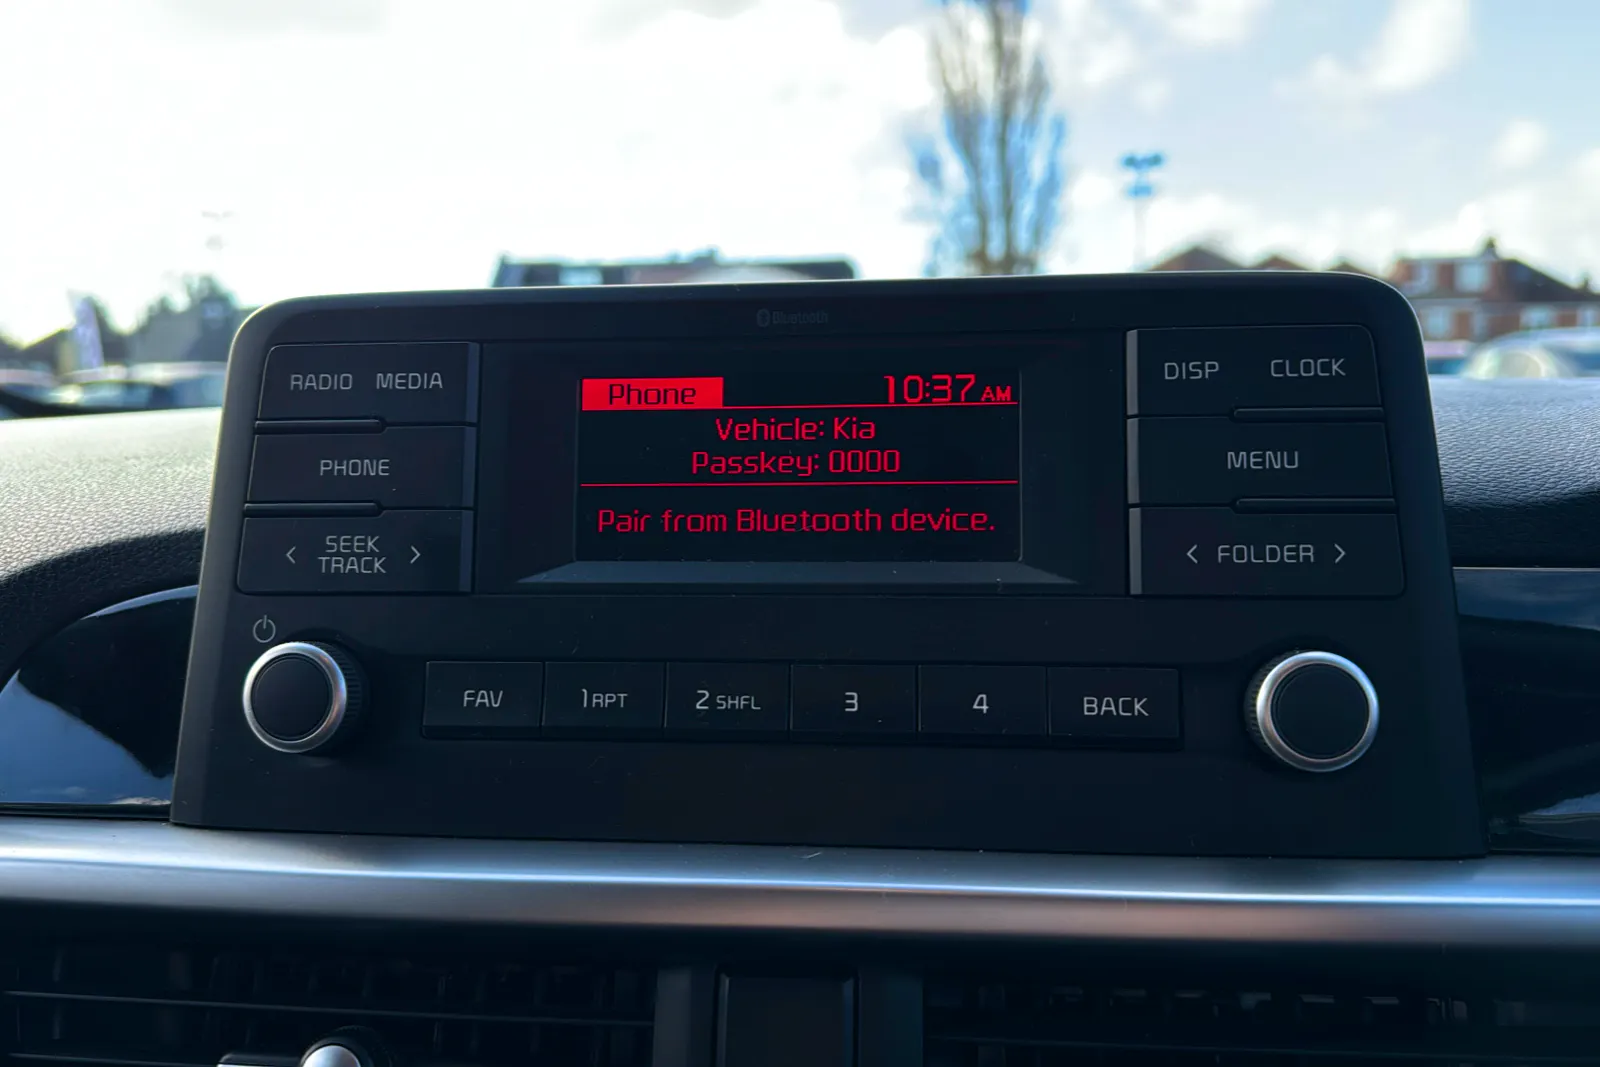 Bluetooth
RADIO MEDIA
PHONE
< SEEK TRACK >
Phone 10:37 AM
Vehicle: Kia
Passkey: 0000
Pair from Bluetooth device.
DISP CLOCK
MENU
< FOLDER >
FAV 1 RPT 2 SHFL 3 4 BACK